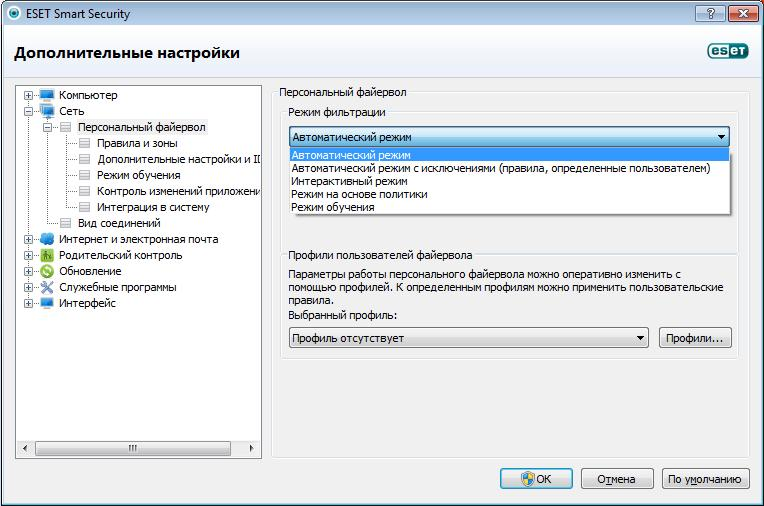 ESET Smart Security
Дополнительные настройки
eset
Компьютер
Сеть
Персональный файервол
Правила и зоны
Дополнительные настройки и II
Режим обучения
Контроль изменений приложени
Интеграция в систему
Вид соединений
Интернет и электронная почта
Родительский контроль
Обновление
Служебные программы
Интерфейс
Персональный файервол
Режим фильтрации
Автоматический режим
Автоматический режим
Автоматический режим с исключениями (правила, определенные пользователем)
Интерактивный режим
Режим на основе политики
Режим обучения
Профили пользователей файервола
Параметры работы персонального файервола можно оперативно изменить с
помощью профилей. К определенным профилям можно применить пользовательские
правила.
Выбранный профиль:
Профиль отсутствует
Профили...
OK
Отмена
По умолчанию